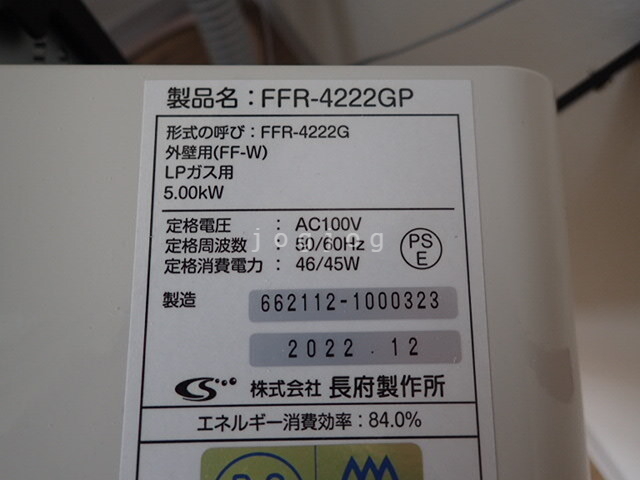 製品名：FFR-4222GP
形式の呼び：FFR-4222G
外壁用(FF-W)
LPガス用
5.00kW
定格電圧 ： AC100V
定格周波数 ： 50/60Hz
定格消費電力 ： 46/45W
PS
E
joging
製造 662112-1000323
2022.12
株式会社 長府製作所
エネルギー消費効率：84.0%